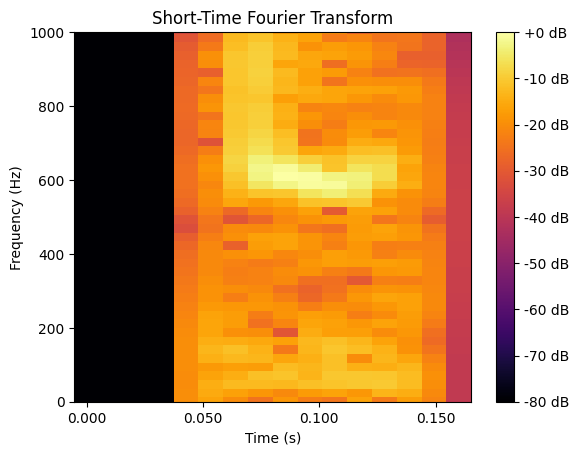 Short-Time Fourier Transform
1000
800
600
400
200
0
Frequency (Hz)
0.000
0.050
0.100
0.150
Time (s)
+0 dB
-10 dB
-20 dB
-30 dB
-40 dB
-50 dB
-60 dB
-70 dB
-80 dB